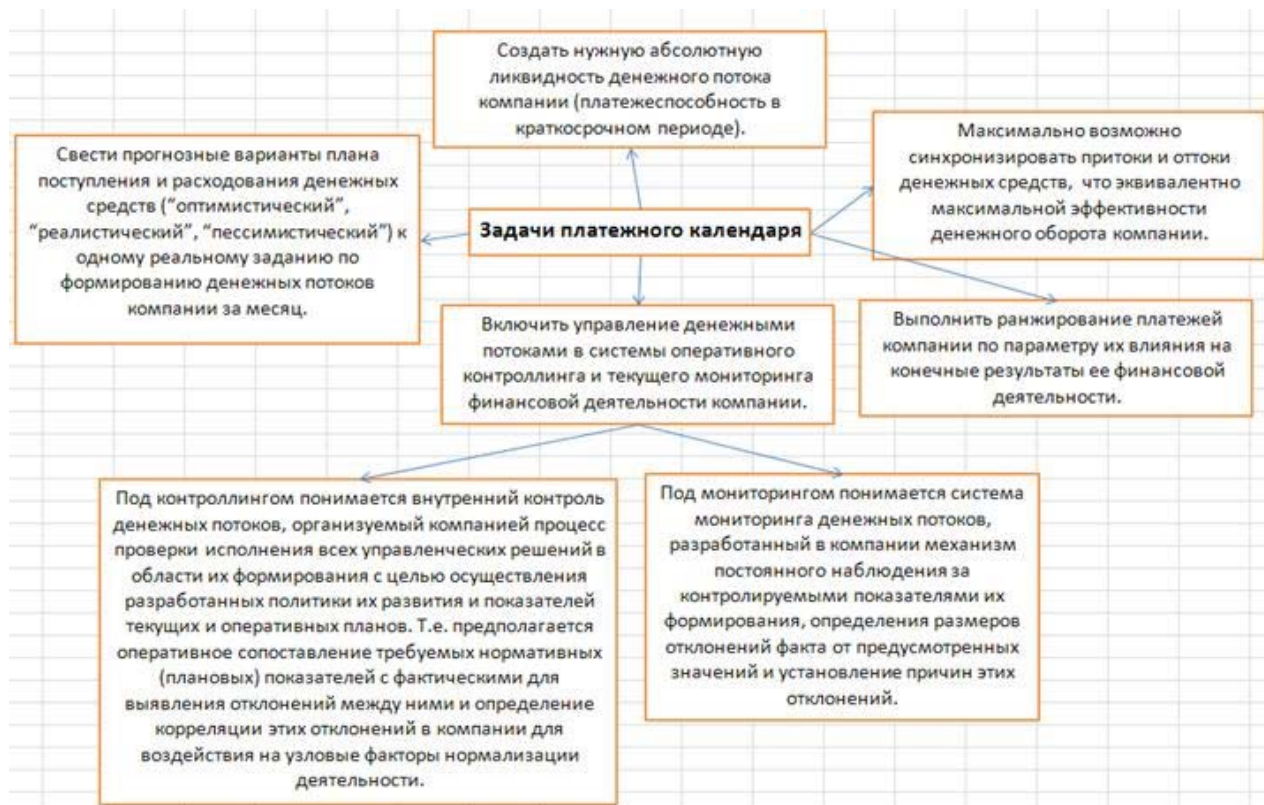 Создать нужную абсолютную
ликвидность денежного потока
компании (платежеспособность в
краткосрочном периоде).
Свести прогнозные варианты плана
поступления и расходования денежных
средств (“оптимистический”,
“реалистический”, “пессимистический”) к
одному реальному заданию по
формированию денежных потоков
компании за месяц.
Задачи платежного календаря
Максимально возможно
синхронизировать притоки и оттоки
денежных средств, что эквивалентно
максимальной эффективности
денежного оборота компании.
Включить управление денежными
потоками в системы оперативного
контроллинга и текущего мониторинга
финансовой деятельности компании.
Выполнить ранжирование платежей
компании по параметру их влияния на
конечные результаты ее финансовой
деятельности.
Под контроллингом понимается внутренний контроль
денежных потоков, организуемый компанией процесс
проверки исполнения всех управленческих решений в
области их формирования с целью осуществления
разработанных политики их развития и показателей
текущих и оперативных планов. Т.е. предполагается
оперативное сопоставление требуемых нормативных
(плановых) показателей с фактическими для
выявления отклонений между ними и определение
корреляции этих отклонений в компании для
воздействия на узловые факторы нормализации
деятельности.
Под мониторингом понимается система
мониторинга денежных потоков,
разработанный в компании механизм
постоянного наблюдения за
контролируемыми показателями их
формирования, определения размеров
отклонений факта от предусмотренных
значений и установление причин этих
отклонений.